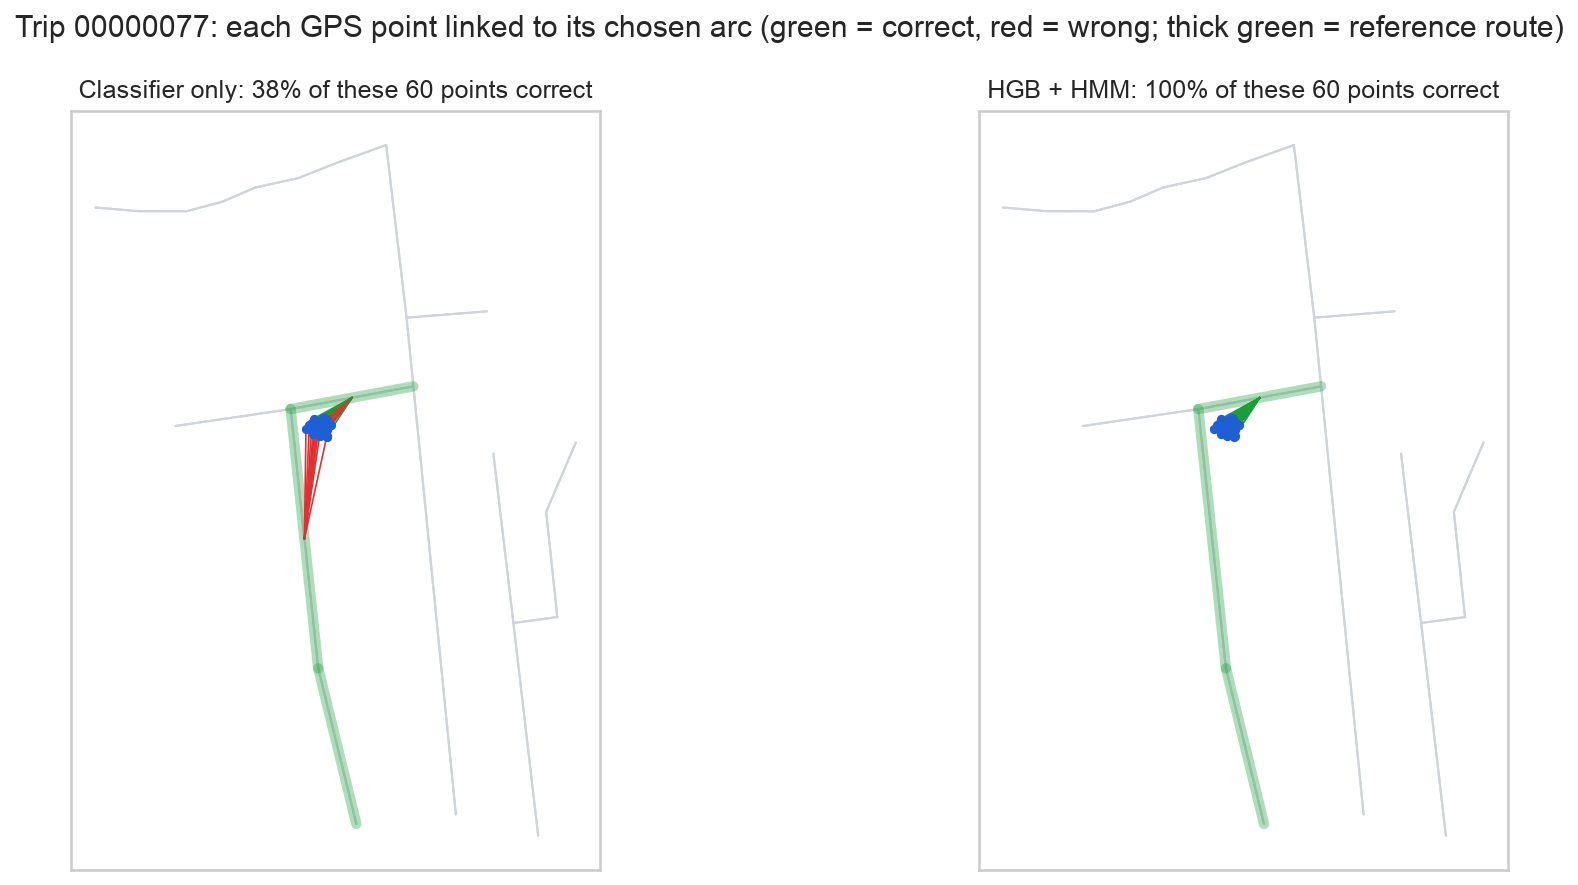 Trip 00000077: each GPS point linked to its chosen arc (green = correct, red = wrong; thick green = reference route)
Classifier only: 38% of these 60 points correct
HGB + HMM: 100% of these 60 points correct